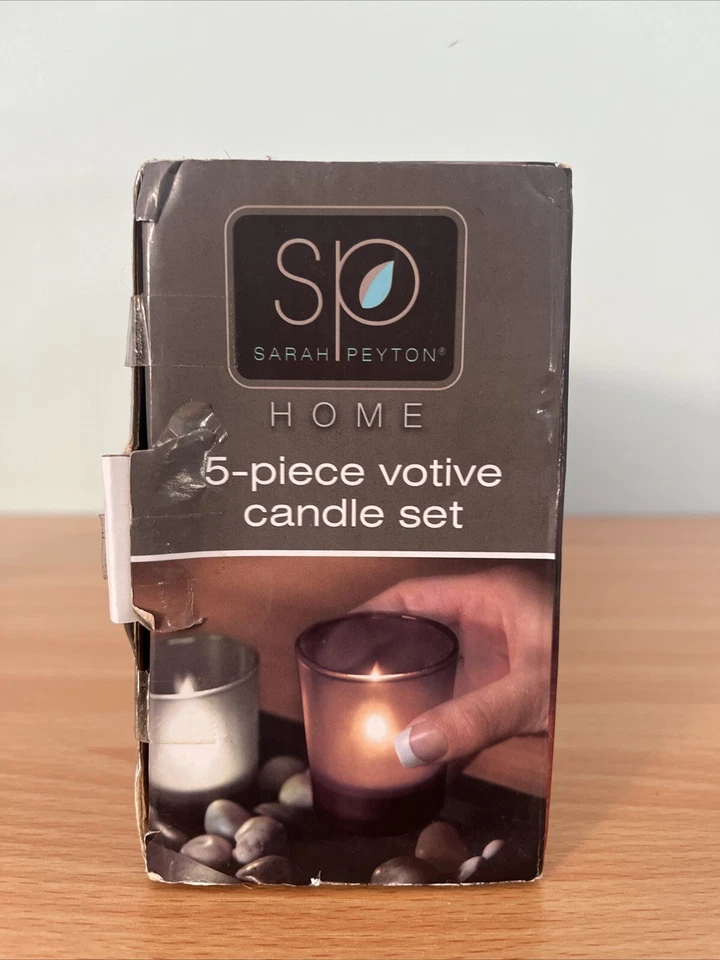 sp
SARAH PEYTON®
HOME
5-piece votive
candle set